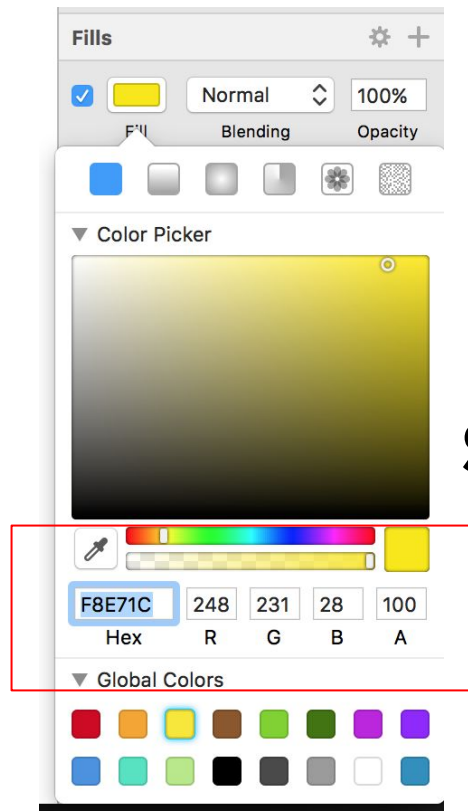 Fills
Normal 100%
Fill Blending Opacity
Color Picker
F8E71C 248 231 28 100
Hex R G B A
Global Colors